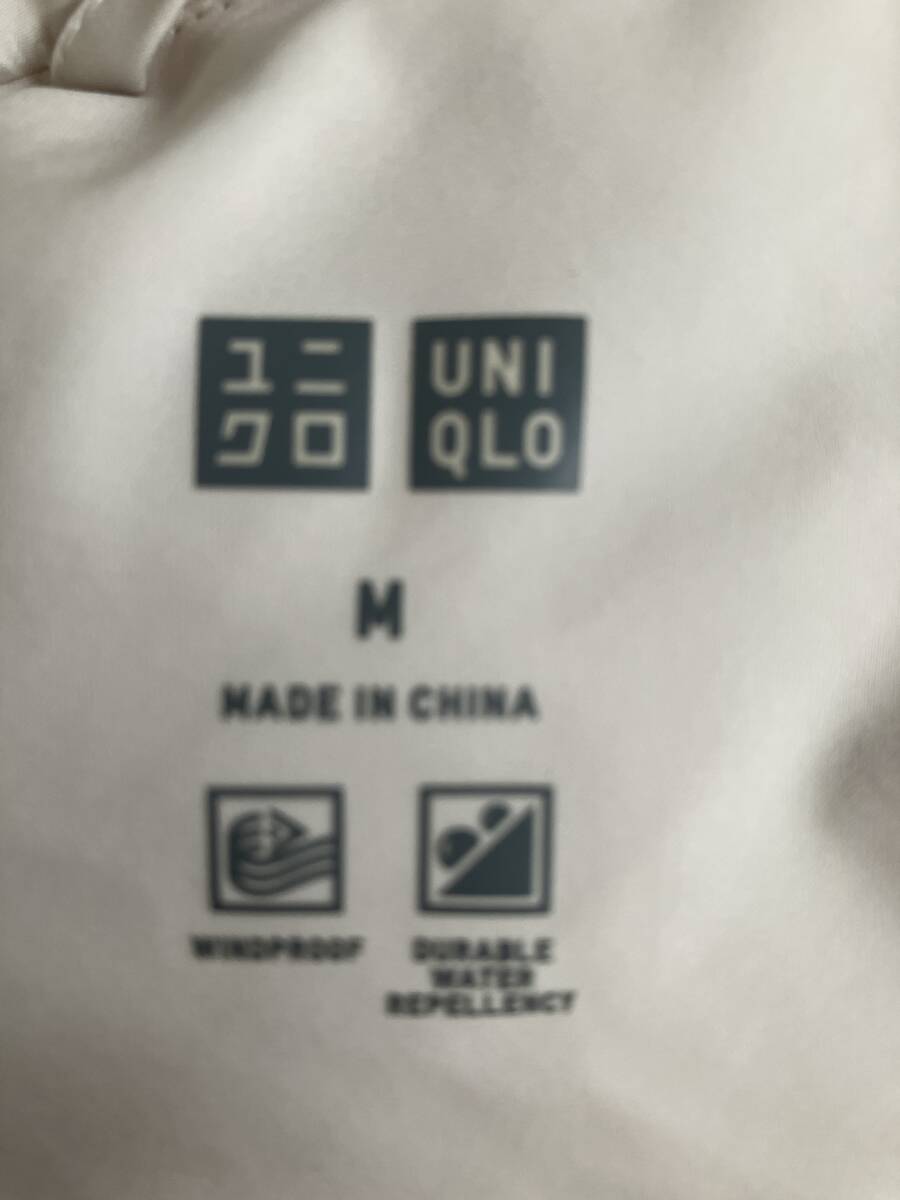 ユニ
クロ
UNI
QLO
M
MADE IN CHINA
WINDPROOF
DURABLE
WATER
REPELLENCY